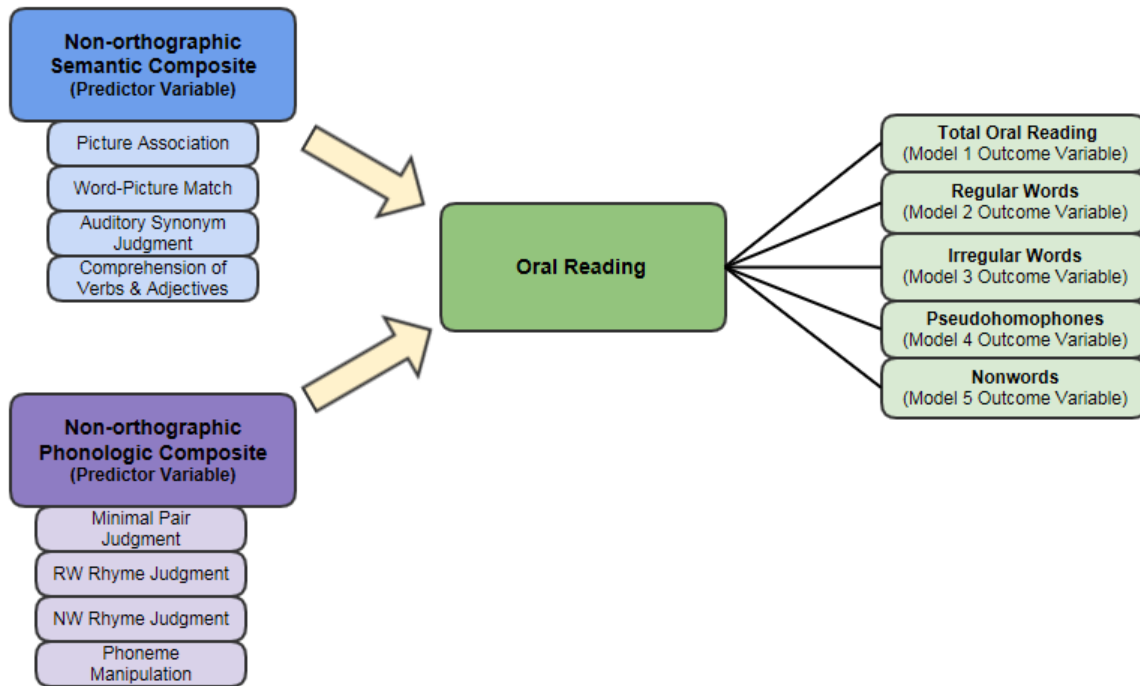 Non-orthographic
Semantic Composite
(Predictor Variable)
Picture Association
Word-Picture Match
Auditory Synonym
Judgment
Comprehension of
Verbs & Adjectives
Non-orthographic
Phonologic Composite
(Predictor Variable)
Minimal Pair
Judgment
RW Rhyme Judgment
NW Rhyme Judgment
Phoneme
Manipulation
Oral Reading
Total Oral Reading
(Model 1 Outcome Variable)
Regular Words
(Model 2 Outcome Variable)
Irregular Words
(Model 3 Outcome Variable)
Pseudohomophones
(Model 4 Outcome Variable)
Nonwords
(Model 5 Outcome Variable)